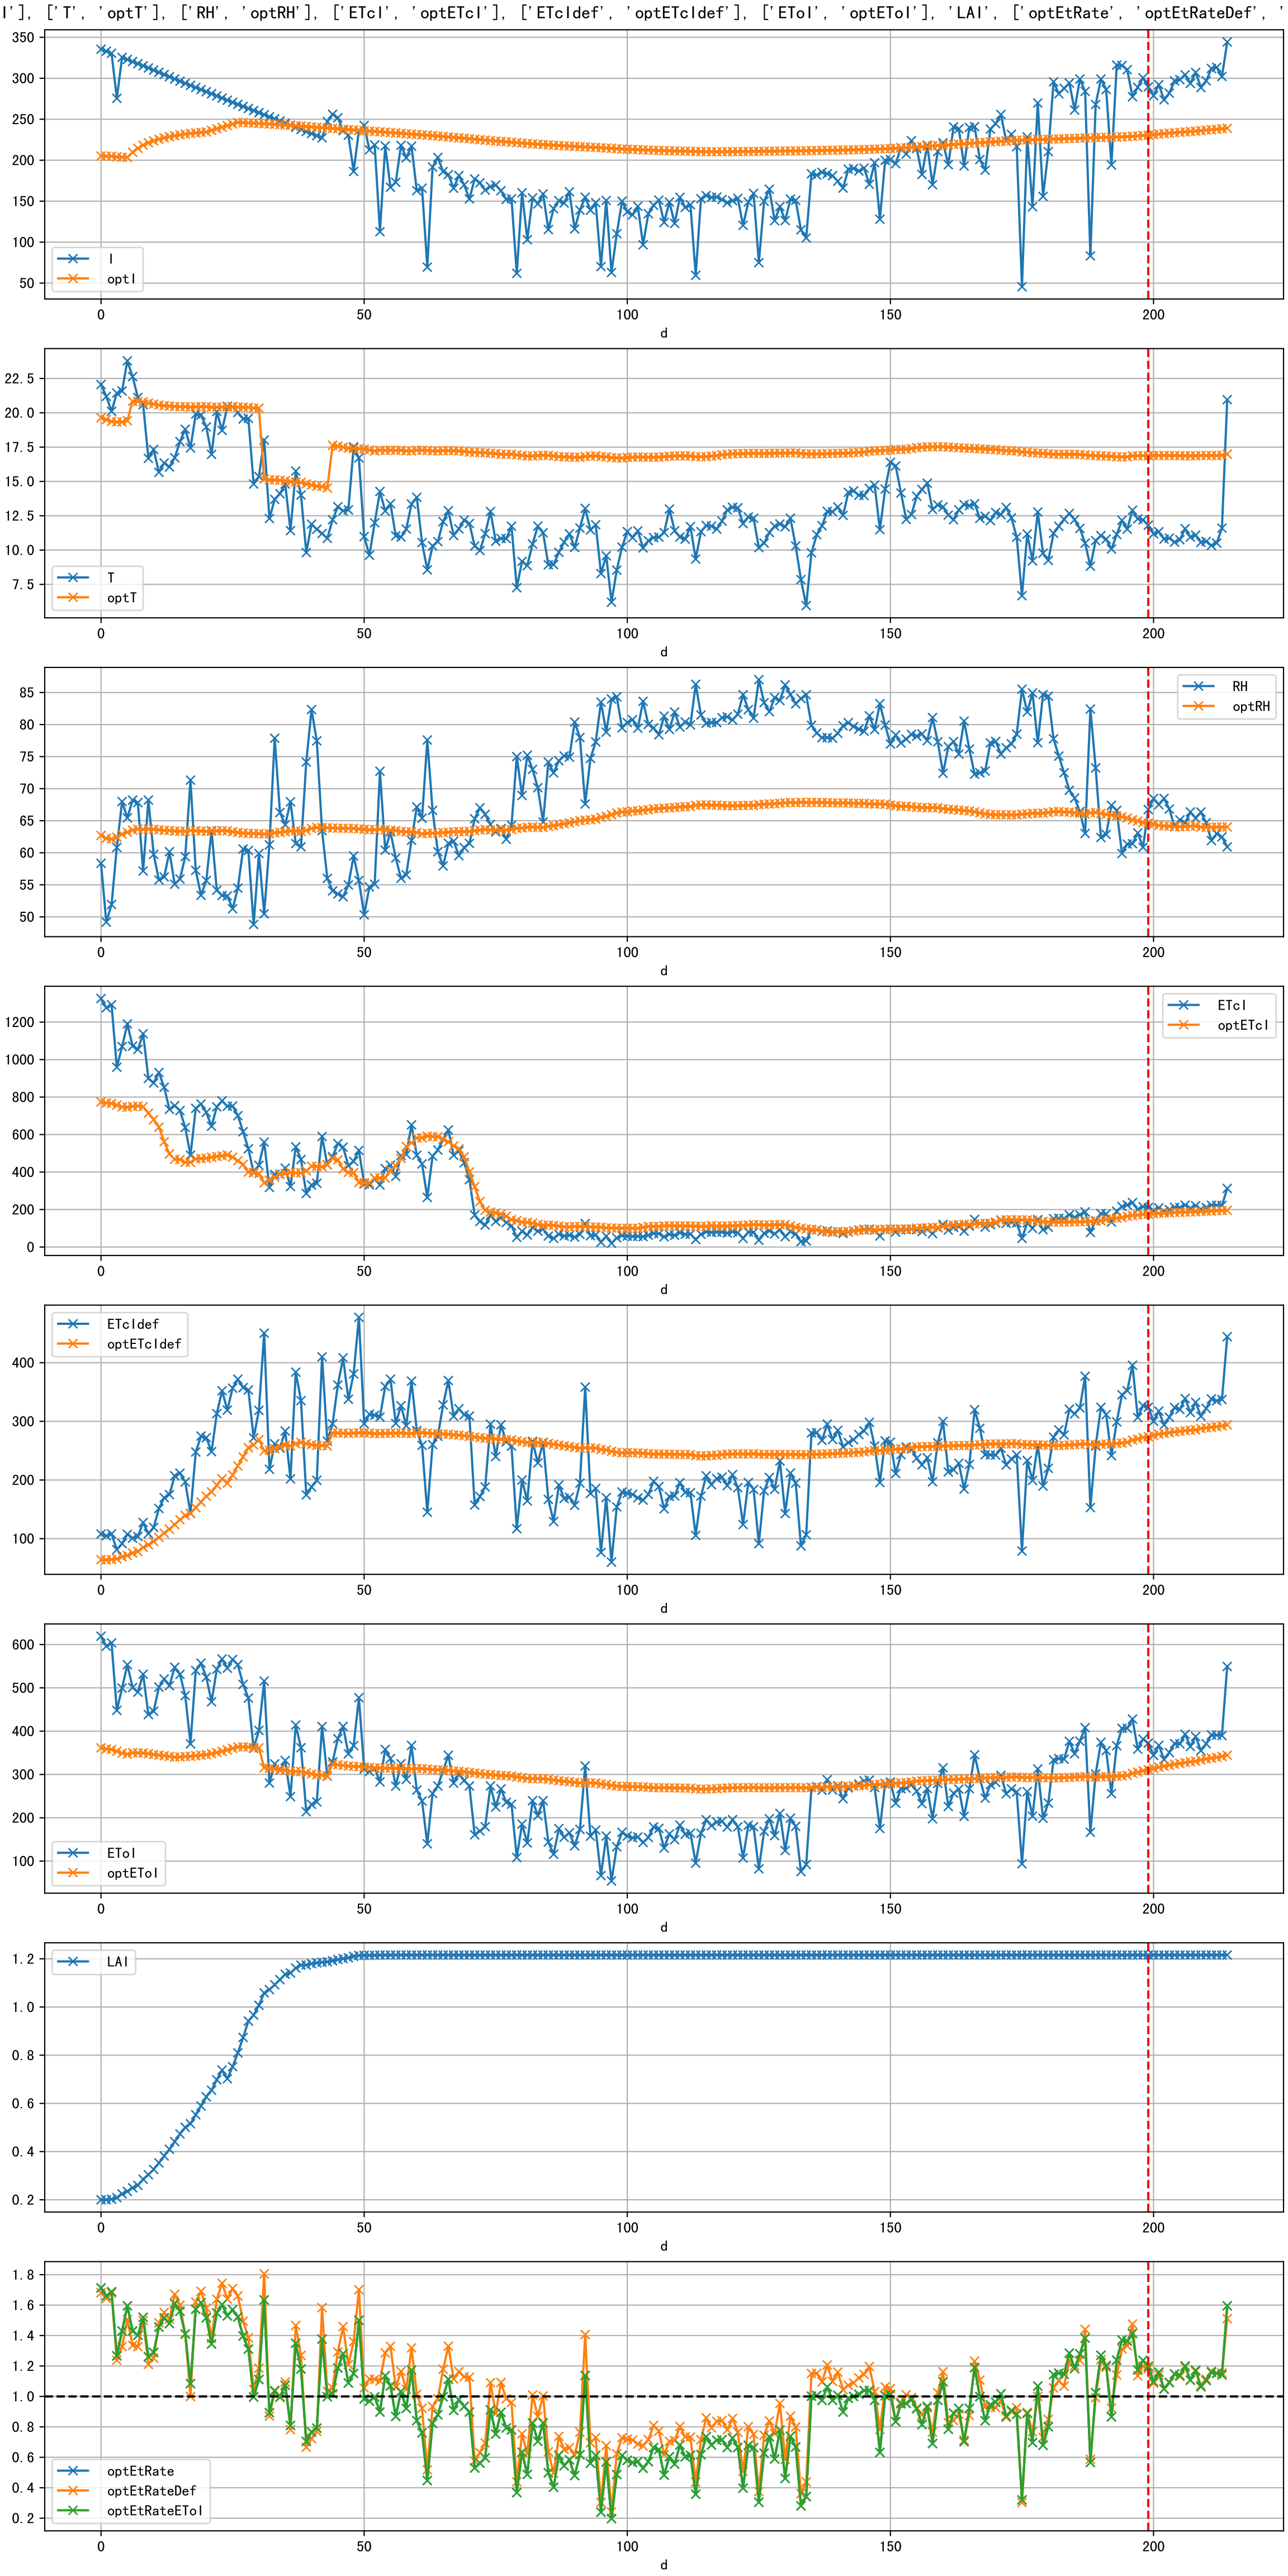 I'], ['T', 'optT'], ['RH', 'optRH'], ['ETcI', 'optETcI'], ['ETcIdef', 'optETcIdef'], ['EToI', 'optEToI'], 'LAI', ['optEtRate', 'optEtRateDef', '
350
300
250
200
150
100
50
I
optI
0 50 100 150 200
d
22.5
20.0
17.5
15.0
12.5
10.0
7.5
T
optT
0 50 100 150 200
d
85
80
75
70
65
60
55
50
RH
optRH
0 50 100 150 200
d
1200
1000
800
600
400
200
0
ETcI
optETcI
0 50 100 150 200
d
400
300
200
100
ETcIdef
optETcIdef
0 50 100 150 200
d
600
500
400
300
200
100
EToI
optEToI
0 50 100 150 200
d
1.2
1.0
0.8
0.6
0.4
0.2
LAI
0 50 100 150 200
d
1.8
1.6
1.4
1.2
1.0
0.8
0.6
0.4
0.2
optEtRate
optEtRateDef
optEtRateEToI
0 50 100 150 200
d